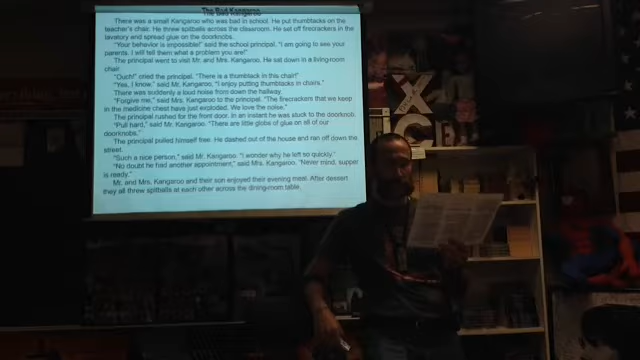 The Bad Kangaroo
There was a small Kangaroo who was bad in school. He put thumbtacks on the
teacher's chair. He threw spitballs across the classroom. He set off firecrackers in the
lavatory and spread glue on the doorknobs.
"Your behavior is impossible!" said the school principal. "I am going to see your
parents. I will tell them what a problem you are!"
The principal went to visit Mr. and Mrs. Kangaroo. He sat down in a living-room
chair.
"Ouch!" cried the principal. "There is a thumbtack in this chair!"
"Yes, I know," said Mr. Kangaroo. "I enjoy putting thumbtacks in chairs."
There was suddenly a loud noise from down the hallway.
"Forgive me," said Mrs. Kangaroo to the principal. "The firecrackers that we keep
in the medicine chest have just exploded. We love the noise."
The principal rushed for the front door. In an instant he was stuck to the doorknob.
"Pull hard," said Mr. Kangaroo. "There are little globs of glue on all of our
doorknobs."
The principal pulled himself free. He dashed out of the house and ran off down the
street.
"Such a nice person," said Mr. Kangaroo. "I wonder why he left so quickly."
"No doubt he had another appointment," said Mrs. Kangaroo. "Never mind, supper
is ready."
Mr. and Mrs. Kangaroo and their son enjoyed their evening meal. After dessert
they all threw spitballs at each other across the dining-room table.